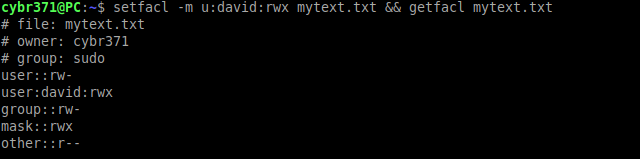 cybr371@PC:~$ setfacl -m u:david:rwx mytext.txt && getfacl mytext.txt
# file: mytext.txt
# owner: cybr371
# group: sudo
user::rw-
user:david:rwx
group::rw-
mask::rwx
other::r--